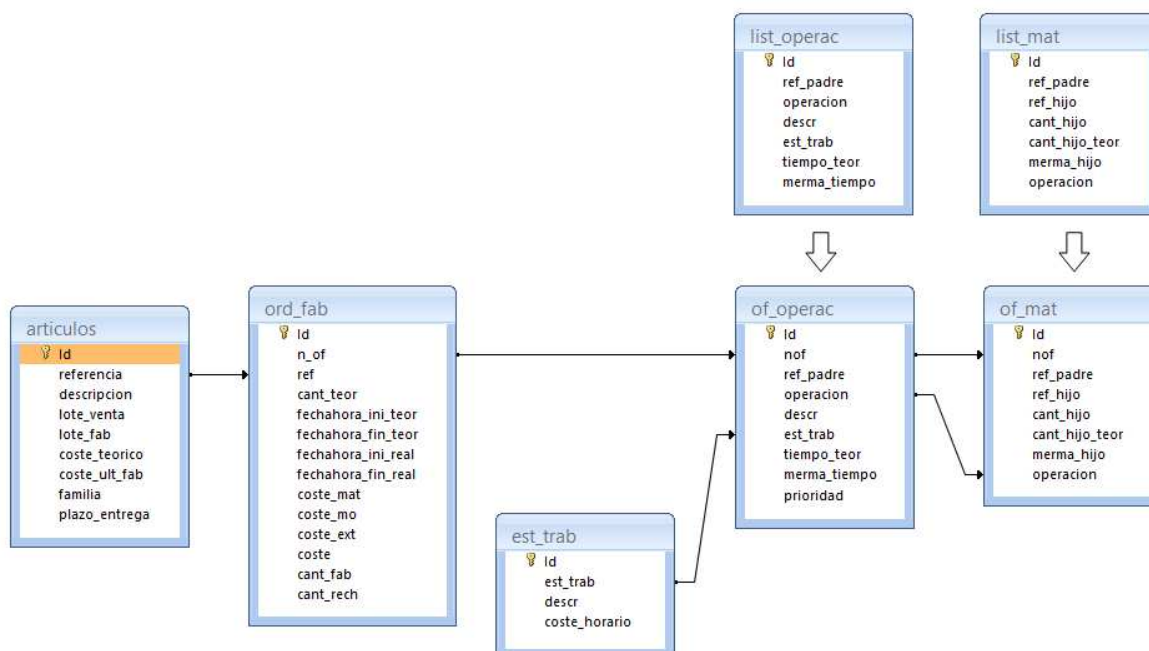 list_operac
Id
ref_padre
operacion
descr
est_trab
tiempo_teor
merma_tiempo
list_mat
Id
ref_padre
ref_hijo
cant_hijo
cant_hijo_teor
merma_hijo
operacion
articulos
Id
referencia
descripcion
lote_venta
lote_fab
coste_teorico
coste_ult_fab
familia
plazo_entrega
ord_fab
Id
n_of
ref
cant_teor
fechahora_ini_teor
fechahora_fin_teor
fechahora_ini_real
fechahora_fin_real
coste_mat
coste_mo
coste_ext
coste
cant_fab
cant_rech
est_trab
Id
est_trab
descr
coste_horario
of_operac
Id
nof
ref_padre
operacion
descr
est_trab
tiempo_teor
merma_tiempo
prioridad
of_mat
Id
nof
ref_padre
ref_hijo
cant_hijo
cant_hijo_teor
merma_hijo
operacion